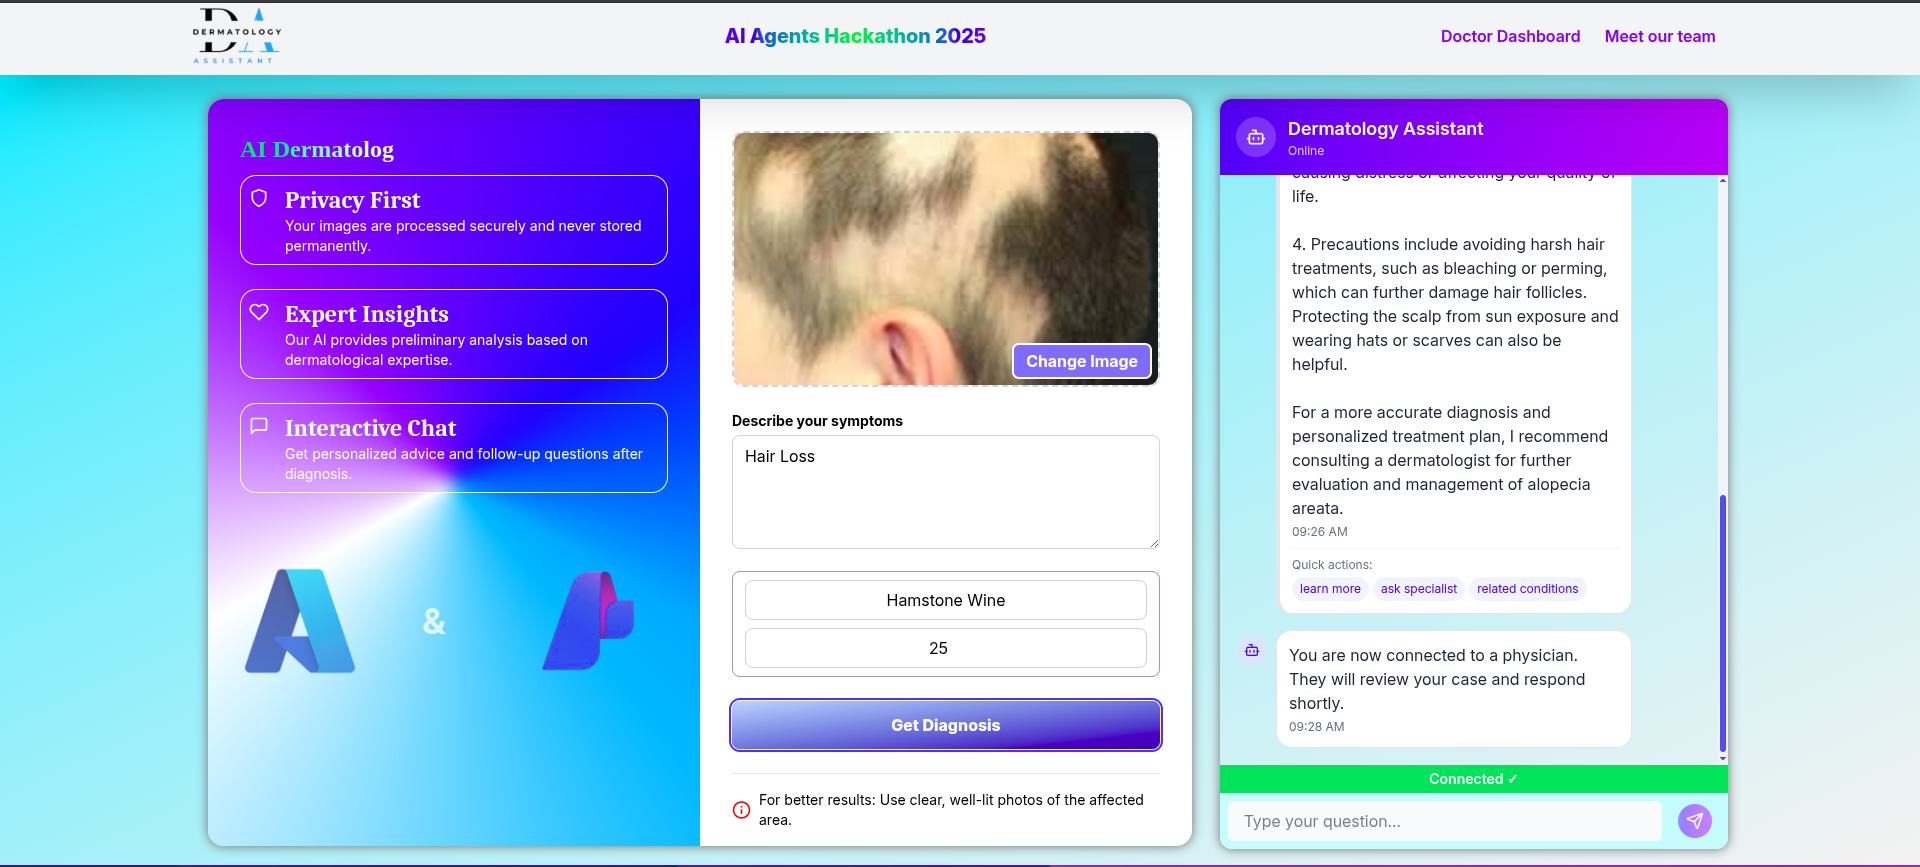 DERMATOLOGY
DA
ASSISTANT
AI Agents Hackathon 2025
Doctor Dashboard
Meet our team
AI Dermatolog
Privacy First
Your images are processed securely and never stored
permanently.
Expert Insights
Our AI provides preliminary analysis based on
dermatological expertise.
Interactive Chat
Get personalized advice and follow-up questions after
diagnosis.
&
Change Image
Describe your symptoms
Hair Loss
Hamstone Wine
25
Get Diagnosis
For better results: Use clear, well-lit photos of the affected
area.
Dermatology Assistant
Online
causing distress or affecting your quality of
life.
4. Precautions include avoiding harsh hair
treatments, such as bleaching or perming,
which can further damage hair follicles.
Protecting the scalp from sun exposure and
wearing hats or scarves can also be
helpful.
For a more accurate diagnosis and
personalized treatment plan, I recommend
consulting a dermatologist for further
evaluation and management of alopecia
areata.
09:26 AM
Quick actions:
learn more
ask specialist
related conditions
You are now connected to a physician.
They will review your case and respond
shortly.
09:28 AM
Connected ✓
Type your question...